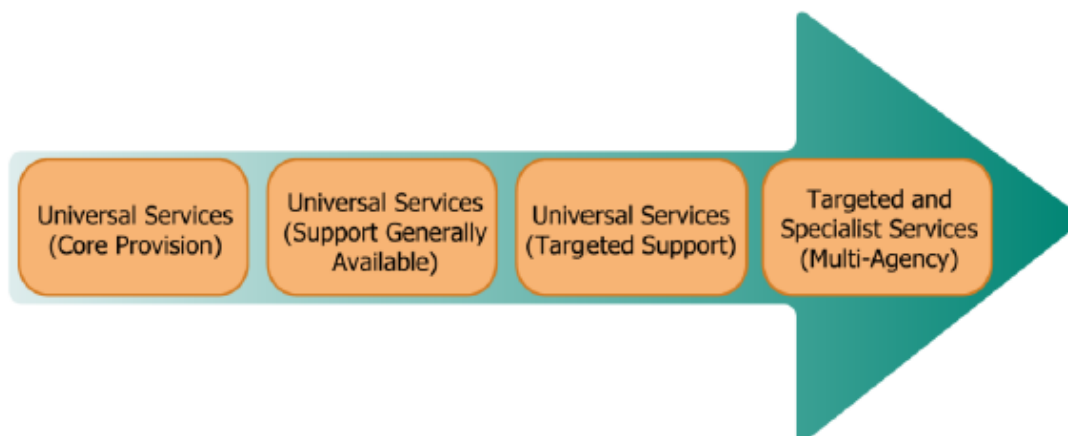 Universal Services
(Core Provision)
Universal Services
(Support Generally
Available)
Universal Services
(Targeted Support)
Targeted and
Specialist Services
(Multi-Agency)